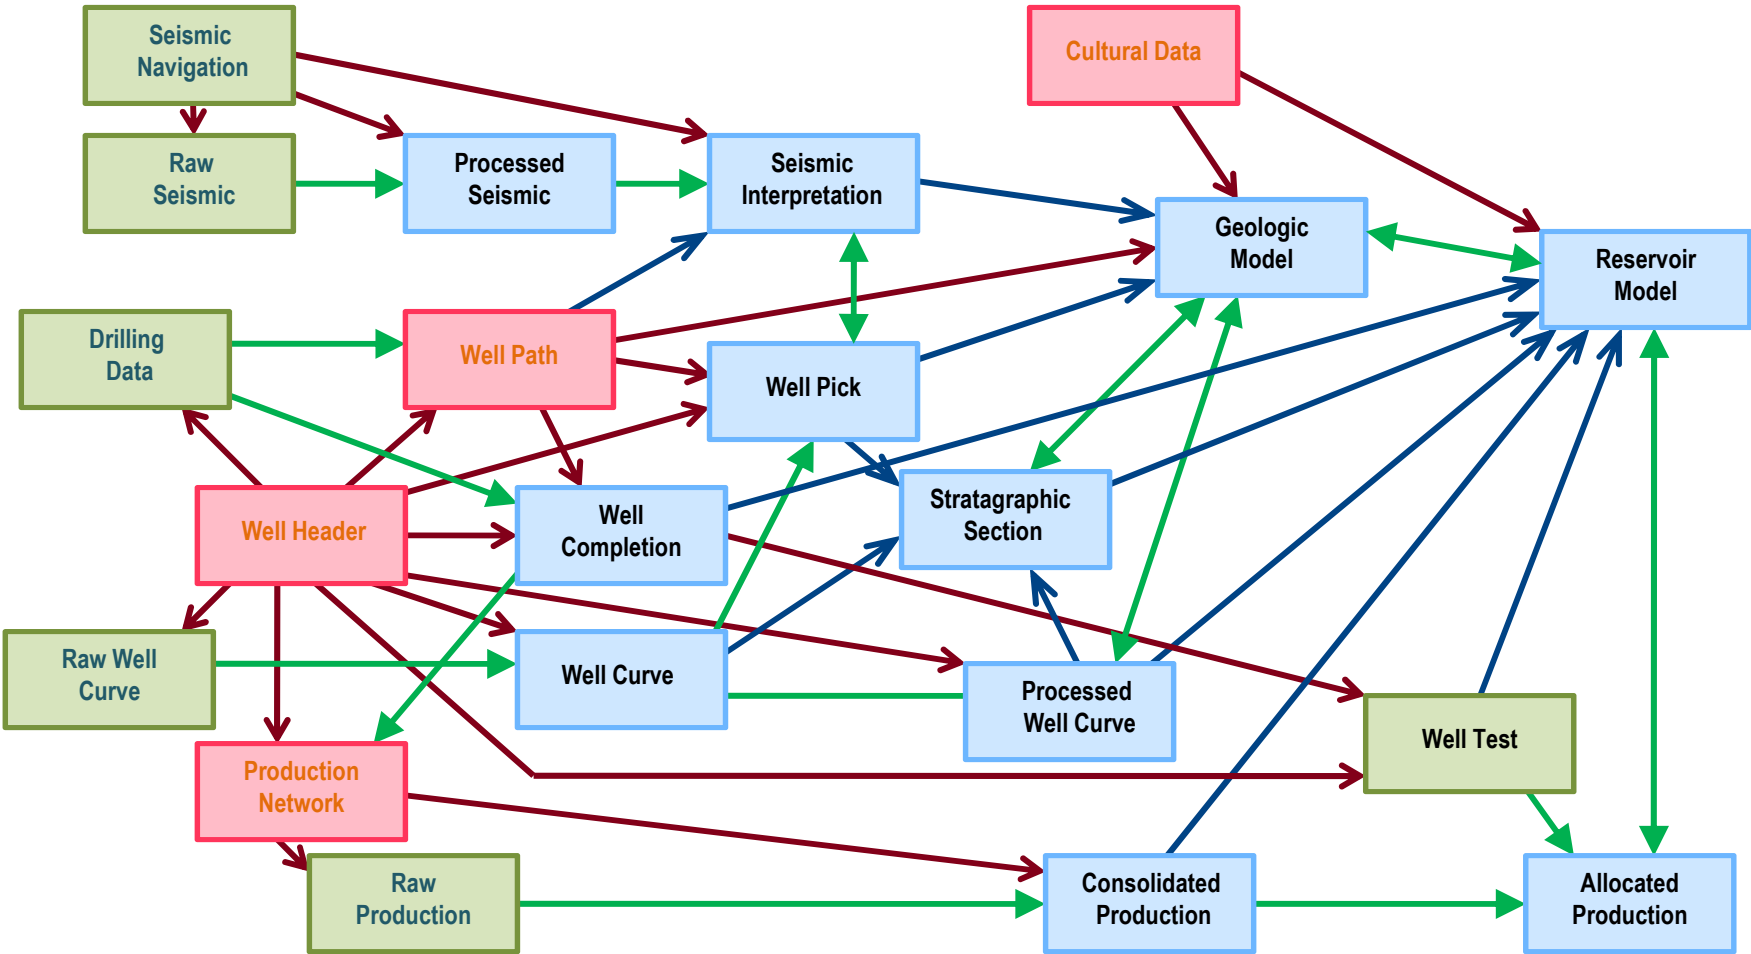 Seismic
Navigation
Cultural Data
Raw
Seismic
Processed
Seismic
Seismic
Interpretation
Geologic
Model
Reservoir
Model
Drilling
Data
Well Path
Well Pick
Well Header
Well
Completion
Stratagraphic
Section
Raw Well
Curve
Well Curve
Processed
Well Curve
Well Test
Production
Network
Raw
Production
Consolidated
Production
Allocated
Production